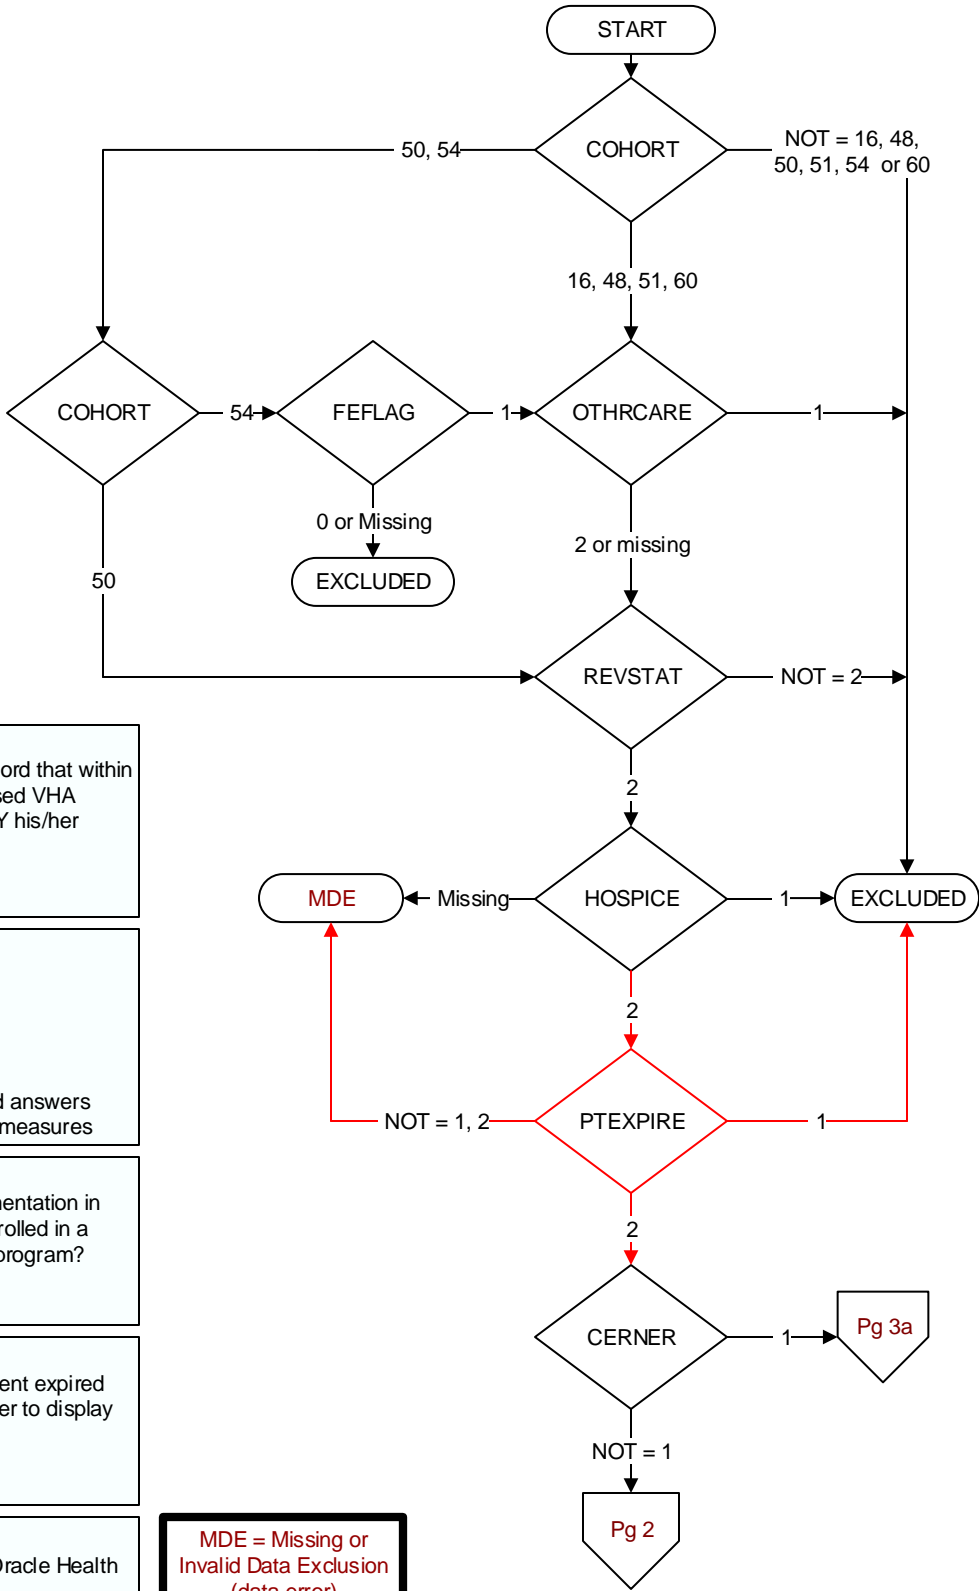 START
COHORT
50, 54
NOT = 16, 48,
50, 51, 54 or 60
16, 48, 51, 60
COHORT
54
FEFLAG
1
OTHRCARE
1
0 or Missing
EXCLUDED
2 or missing
50
REVSTAT
NOT = 2
2
ord that within
sed VHA
Y his/her
MDE
Missing
HOSPICE
1
EXCLUDED
2
d answers
measures
NOT = 1, 2
PTEXPIRE
1
2
nentation in
rolled in a
program?
CERNER
1
Pg 3a
ent expired
er to display
NOT = 1
Pg 2
Oracle Health
MDE = Missing or
Invalid Data Exclusion
(data error)